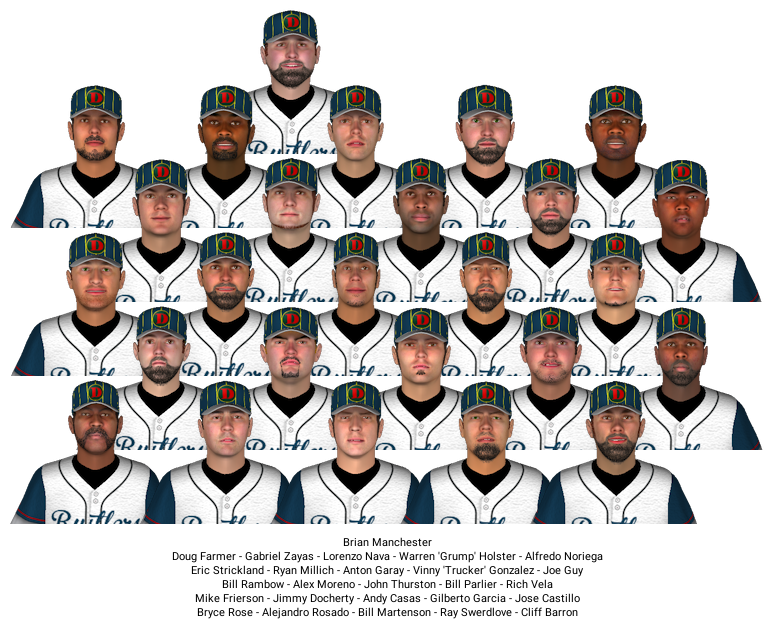 Brian Manchester
Doug Farmer - Gabriel Zayas - Lorenzo Nava - Warren 'Grump' Holster - Alfredo Noriega
Eric Strickland - Ryan Millich - Anton Garay - Vinny 'Trucker' Gonzalez - Joe Guy
Bill Rambow - Alex Moreno - John Thurston - Bill Parlier - Rich Vela
Mike Frierson - Jimmy Docherty - Andy Casas - Gilberto Garcia - Jose Castillo
Bryce Rose - Alejandro Rosado - Bill Martenson - Ray Swerdlove - Cliff Barron